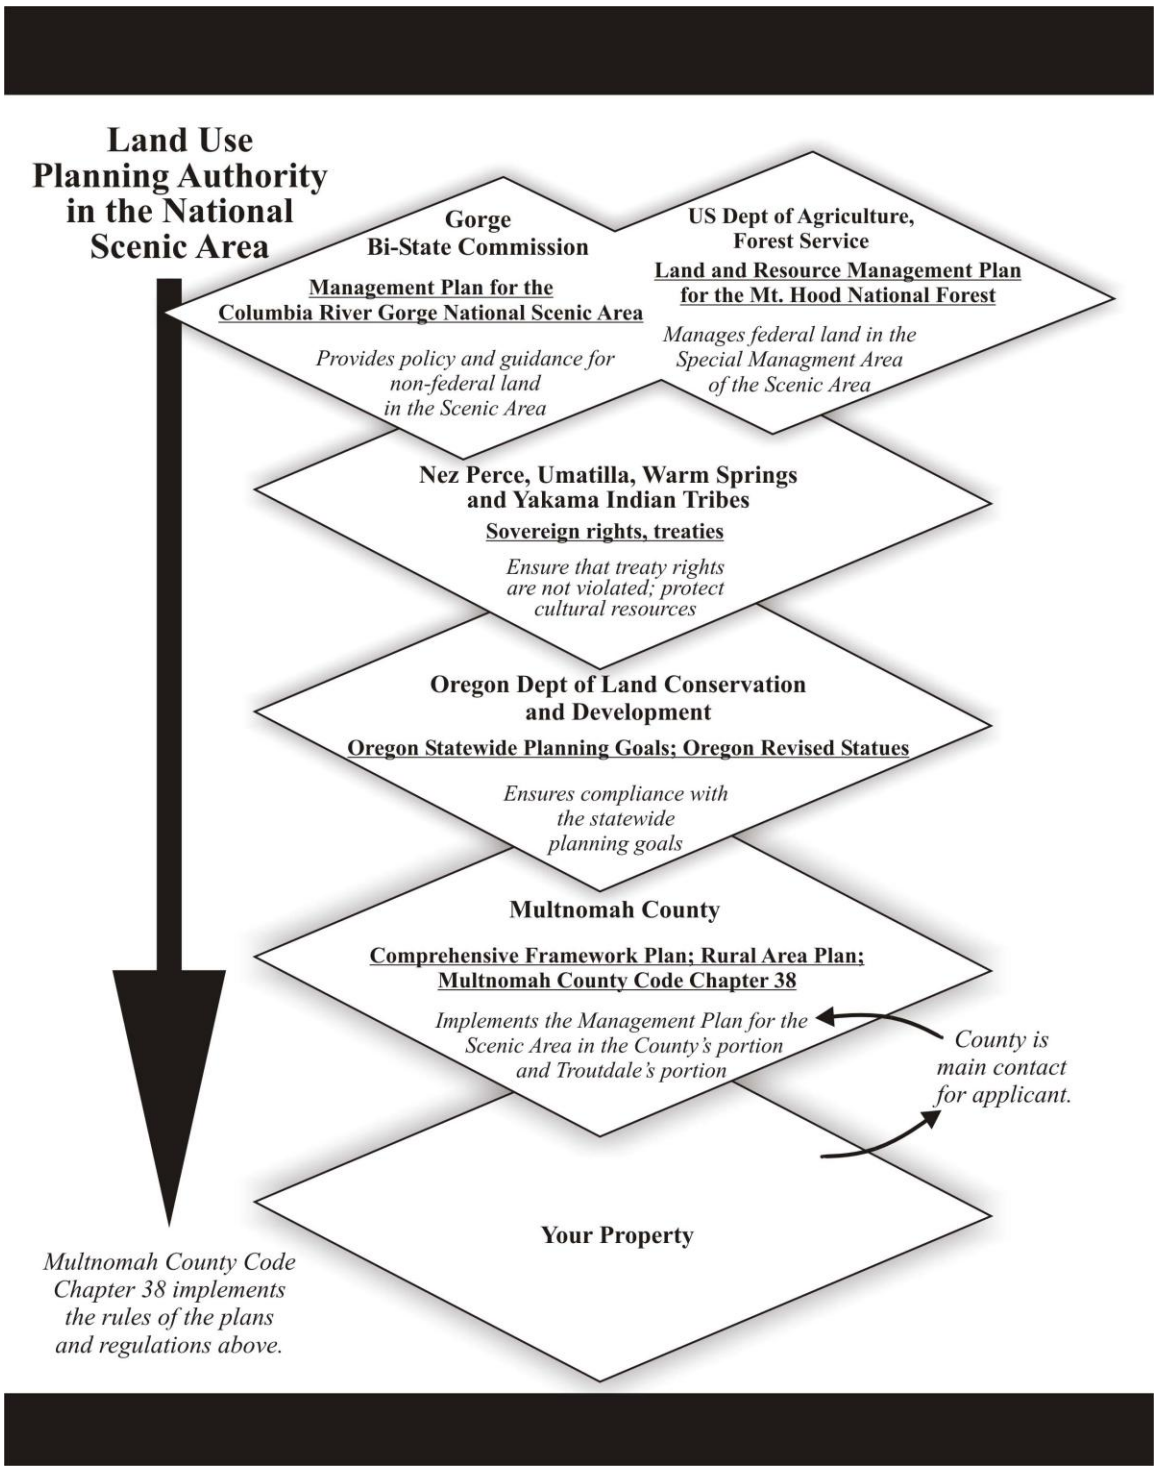 Land Use
Planning Authority
in the National
Scenic Area
Gorge
Bi-State Commission
Management Plan for the
Columbia River Gorge National Scenic Area
Provides policy and guidance for
non-federal land
in the Scenic Area
US Dept of Agriculture,
Forest Service
Land and Resource Management Plan
for the Mt. Hood National Forest
Manages federal land in the
Special Managment Area
of the Scenic Area
Nez Perce, Umatilla, Warm Springs
and Yakama Indian Tribes
Sovereign rights, treaties
Ensure that treaty rights
are not violated; protect
cultural resources
Oregon Dept of Land Conservation
and Development
Oregon Statewide Planning Goals; Oregon Revised Statues
Ensures compliance with
the statewide
planning goals
Multnomah County
Comprehensive Framework Plan; Rural Area Plan;
Multnomah County Code Chapter 38
Implements the Management Plan for the
Scenic Area in the County's portion
and Troutdale's portion
County is
main contact
for applicant.
Your Property
Multnomah County Code
Chapter 38 implements
the rules of the plans
and regulations above.